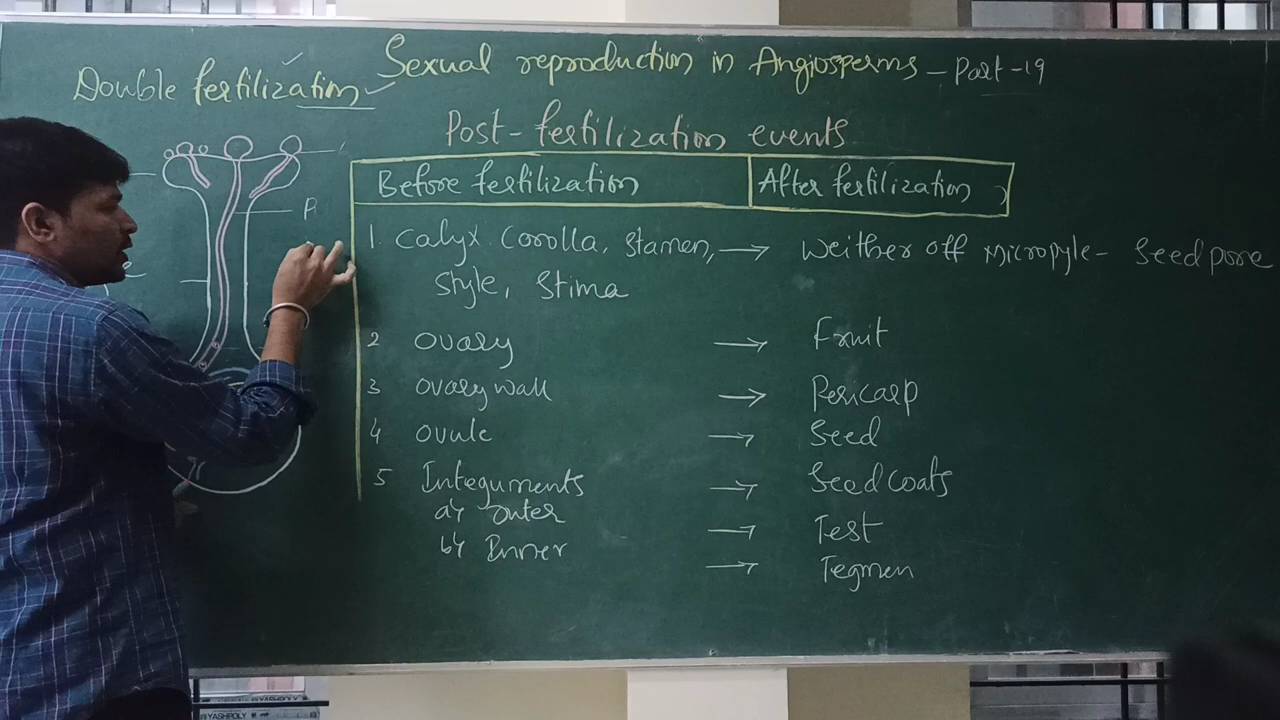 Sexual reproduction in Angiosperms - Part -19
Double fertilization
Post-fertilization events
Before fertilization After fertilization
1. Calyx. Corolla, Stamen, → Weither off Micropyle - Seed pore
Style, Stima
2 Ovary → Fruit
3 Ovary wall → Pericarp
4 Ovule → Seed
5 Integuments → Seed coats
a) Outer → Test
b) Inner → Tegmen
YASHPOLY